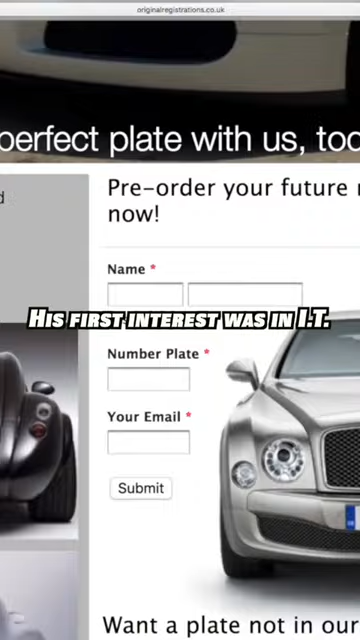 originalregistrations.co.uk
perfect plate with us, too
d
Pre-order your future r
now!
Name *
HIS FIRST INTEREST WAS IN I.T.
Number Plate *
Your Email *
Submit
Want a plate not in our